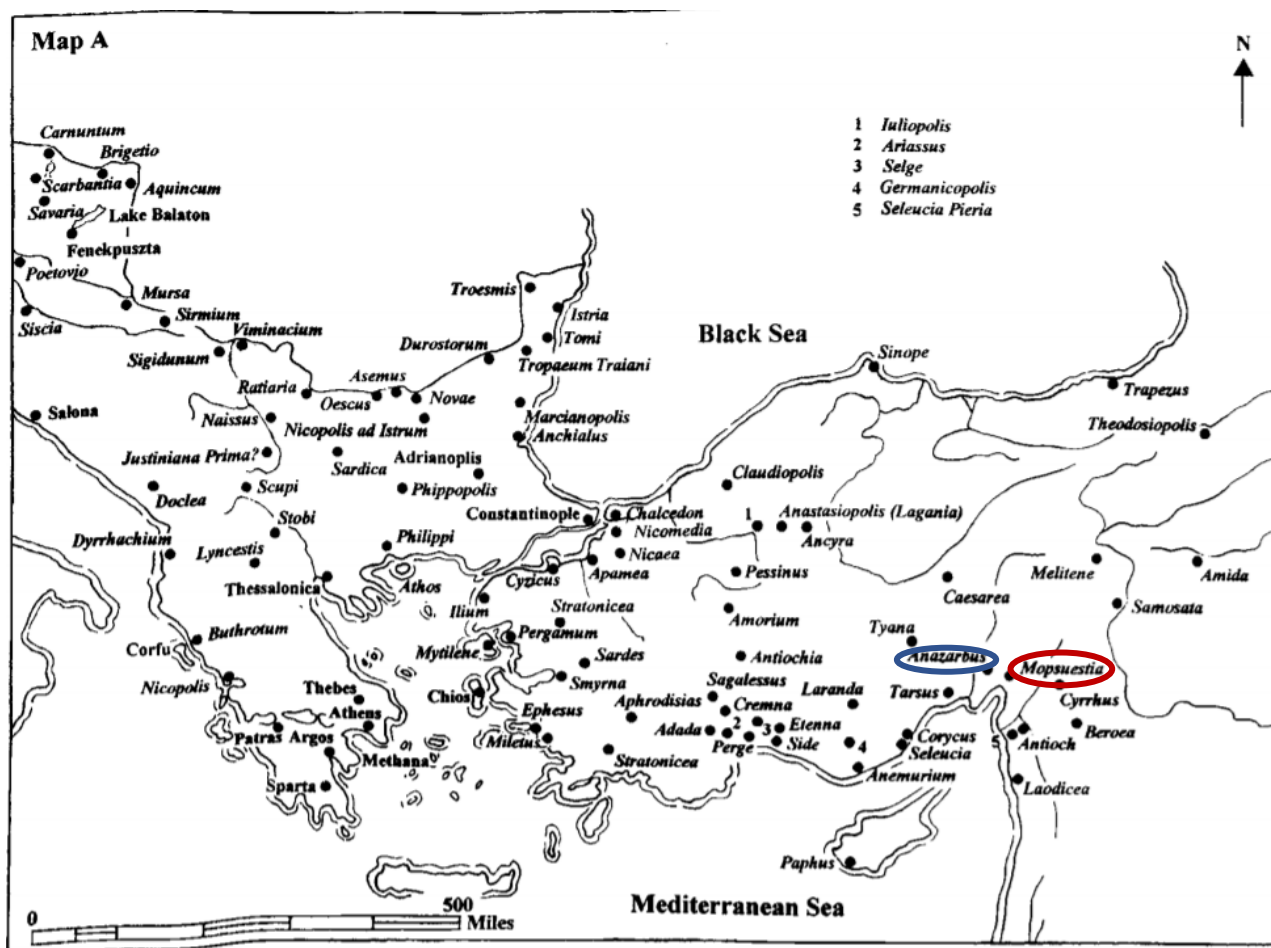 Map A
N
1 Iuliopolis
2 Ariassus
3 Selge
4 Germanicopolis
5 Seleucia Pieria
Carnuntum
Brigetio
Scarbantia
Aquincum
Savaria
Lake Balaton
Fenekpuszta
Poetovio
Mursa
Siscia
Sirmium
Viminacium
Sigidunum
Troesmis
Istria
Tomi
Durostorum
Tropaeum Traiani
Black Sea
Sinope
Trapezus
Theodosiopolis
Ratiaria
Asemus
Oescus
Novae
Salona
Naissus
Nicopolis ad Istrum
Marcianopolis
Anchialus
Justiniana Prima?
Sardica
Adrianoplis
Claudiopolis
Doclea
Scupi
Phippopolis
Stobi
Constantinople
Chalcedon
1
Anastasiopolis (Lagania)
Nicomedia
Ancyra
Dyrrhachium
Lyncestis
Philippi
Nicaea
Thessalonica
Athos
Cyzicus
Apamea
Pessinus
Caesarea
Melitene
Amida
Ilium
Stratonicea
Amorium
Samosata
Buthrotum
Corfu
Mytilene
Pergamum
Sardes
Antiochia
Tyana
Anazarbus
Mopsuestia
Nicopolis
Thebes
Chios
Smyrna
Sagalessus
Laranda
Tarsus
Cyrrhus
Athens
Ephesus
Aphrodisias
Cremna
Patras
Argos
Miletus
Adada
2
3
Etenna
Perge
Side
4
Corycus
Seleucia
5
Antioch
Beroea
Methana
Stratonicea
Anemurium
Laodicea
Sparta
Paphus
Mediterranean Sea
0
500
Miles